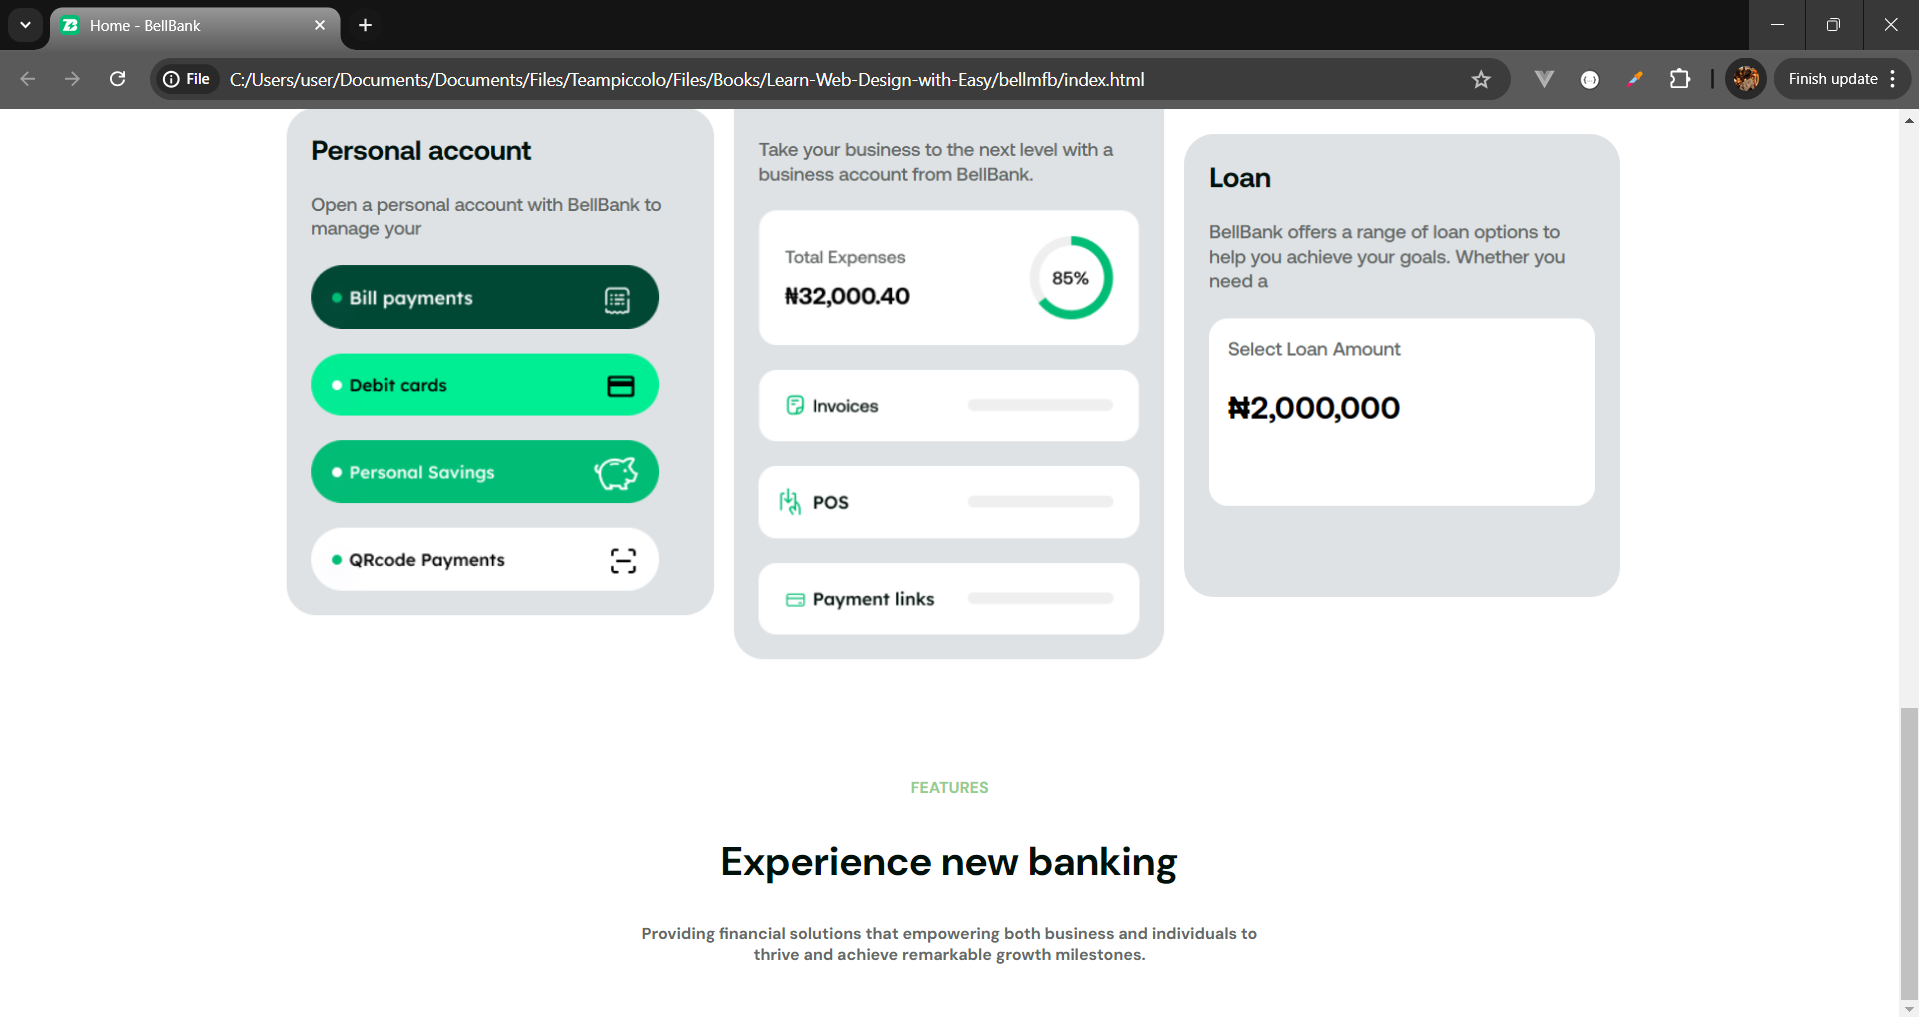 Home - BellBank
File
C:/Users/user/Documents/Documents/Files/Teampiccolo/Files/Books/Learn-Web-Design-with-Easy/bellmfb/index.html
Finish update
Personal account
Open a personal account with BellBank to
manage your
Bill payments
Debit cards
Personal Savings
QRcode Payments
Take your business to the next level with a
business account from BellBank.
Total Expenses
₦32,000.40
85%
Invoices
POS
Payment links
Loan
BellBank offers a range of loan options to
help you achieve your goals. Whether you
need a
Select Loan Amount
₦2,000,000
FEATURES
Experience new banking
Providing financial solutions that empowering both business and individuals to
thrive and achieve remarkable growth milestones.